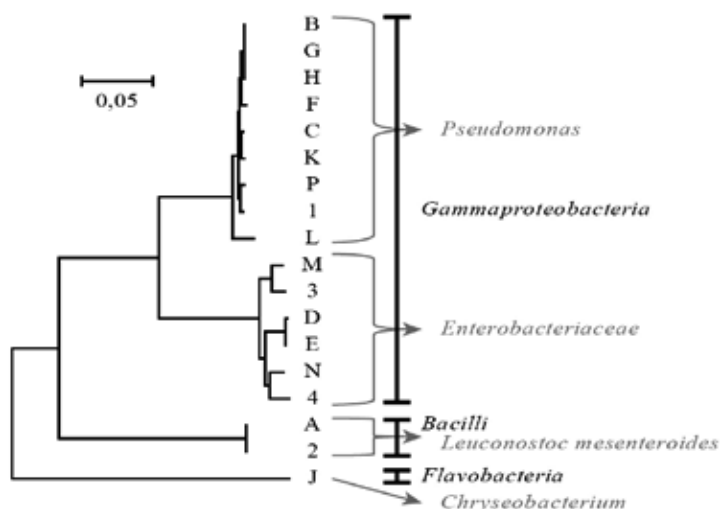 B
G
H
0,05
F
C
Pseudomonas
K
P
1
Gammaproteobacteria
L
M
3
D
Enterobacteriaceae
E
N
4
A
Bacilli
Leuconostoc mesenteroides
2
J
Flavobacteria
Chryseobacterium